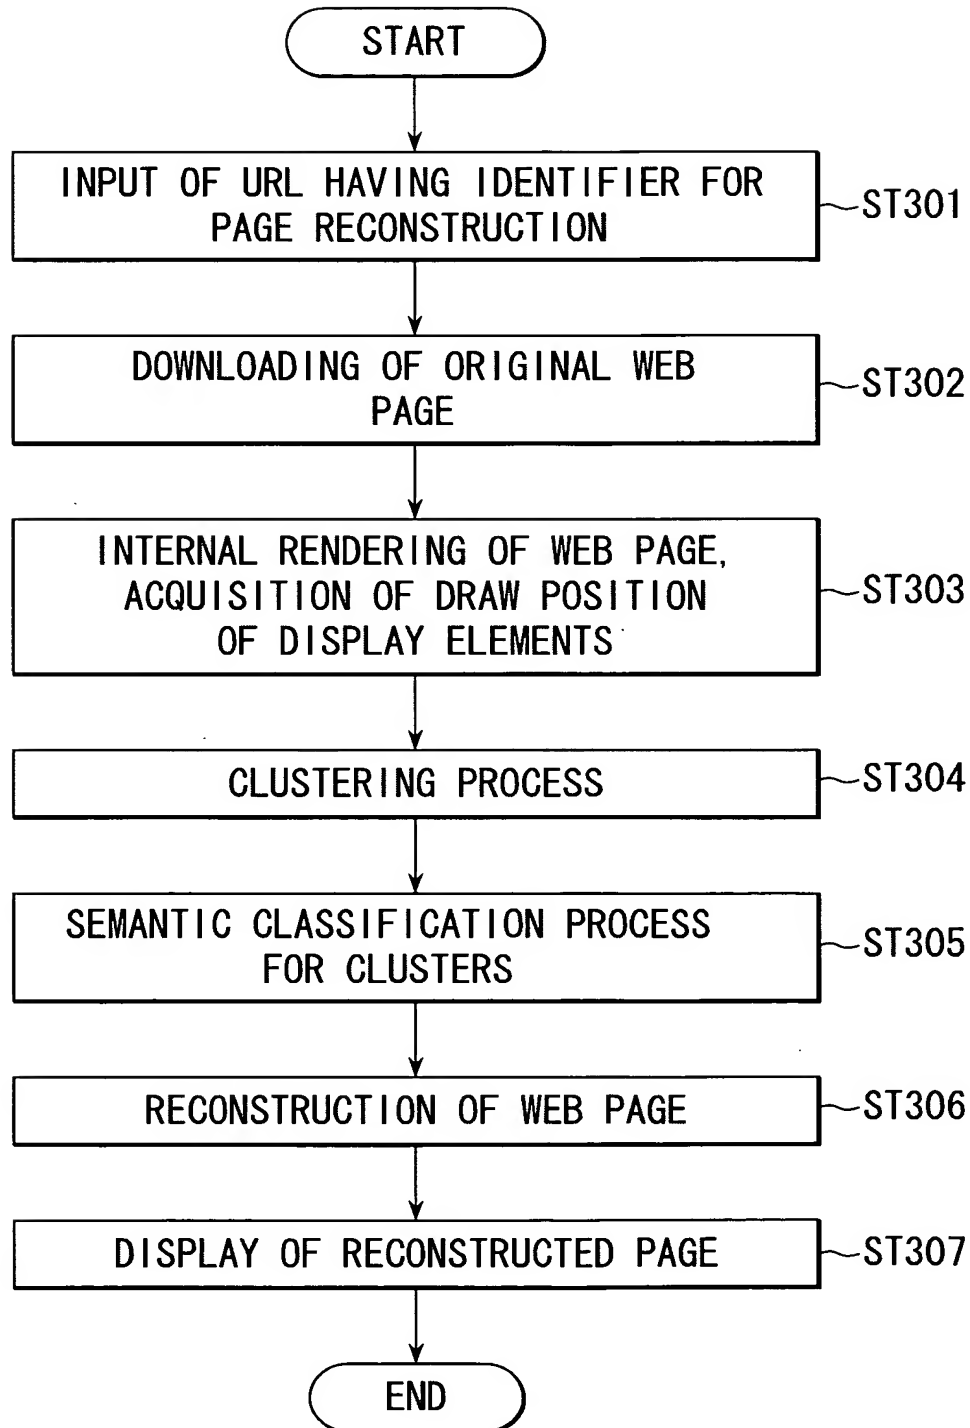 START
INPUT OF URL HAVING IDENTIFIER FOR
PAGE RECONSTRUCTION
ST301
DOWNLOADING OF ORIGINAL WEB
PAGE
ST302
INTERNAL RENDERING OF WEB PAGE,
ACQUISITION OF DRAW POSITION
OF DISPLAY ELEMENTS
ST303
CLUSTERING PROCESS
ST304
SEMANTIC CLASSIFICATION PROCESS
FOR CLUSTERS
ST305
RECONSTRUCTION OF WEB PAGE
ST306
DISPLAY OF RECONSTRUCTED PAGE
ST307
END